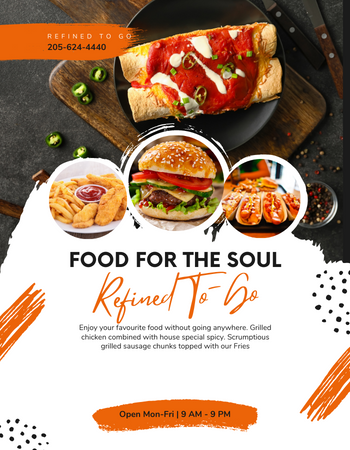 REFINED TO GO
205-624-4440
FOOD FOR THE SOUL
Refined To-Go
Enjoy your favourite food without going anywhere. Grilled
chicken combined with house special spicy. Scrumptious
grilled sausage chunks topped with our Fries
Open Mon-Fri | 9 AM - 9 PM